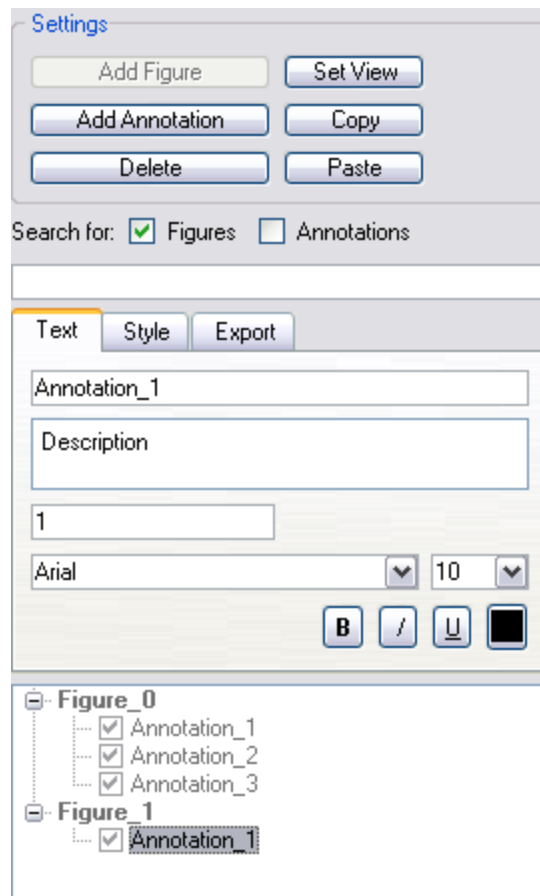 Settings
Add Figure Set View
Add Annotation Copy
Delete Paste
Search for: Figures Annotations
Text Style Export
Annotation_1
Description
1
Arial 10
B I U
Figure_0
Annotation_1
Annotation_2
Annotation_3
Figure_1
Annotation_1